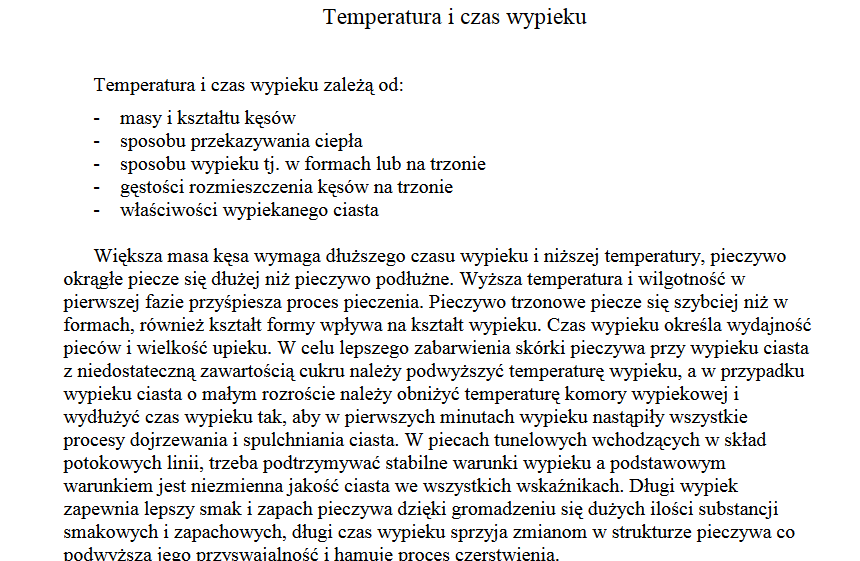 Temperatura i czas wypieku
Temperatura i czas wypieku zależą od:
- masy i kształtu kęsów
- sposobu przekazywania ciepła
- sposobu wypieku tj. w formach lub na trzonie
- gęstości rozmieszczenia kęsów na trzonie
- właściwości wypiekanego ciasta
Większa masa kęsa wymaga dłuższego czasu wypieku i niższej temperatury, pieczywo
okrągłe piecze się dłużej niż pieczywo podłużne. Wyższa temperatura i wilgotność w
pierwszej fazie przyśpiesza proces pieczenia. Pieczywo trzonowe piecze się szybciej niż w
formach, również kształt formy wpływa na kształt wypieku. Czas wypieku określa wydajność
pieców i wielkość upieku. W celu lepszego zabarwienia skórki pieczywa przy wypieku ciasta
z niedostateczną zawartością cukru należy podwyższyć temperaturę wypieku, a w przypadku
wypieku ciasta o małym rozroście należy obniżyć temperaturę komory wypiekowej i
wydłużyć czas wypieku tak, aby w pierwszych minutach wypieku nastąpiły wszystkie
procesy dojrzewania i spulchniania ciasta. W piecach tunelowych wchodzących w skład
potokowych linii, trzeba podtrzymywać stabilne warunki wypieku a podstawowym
warunkiem jest niezmienna jakość ciasta we wszystkich wskaźnikach. Długi wypiek
zapewnia lepszy smak i zapach pieczywa dzięki gromadzeniu się dużych ilości substancji
smakowych i zapachowych, długi czas wypieku sprzyja zmianom w strukturze pieczywa co
podwyższa jego przyswajalność i hamuje proces czerstwienia.